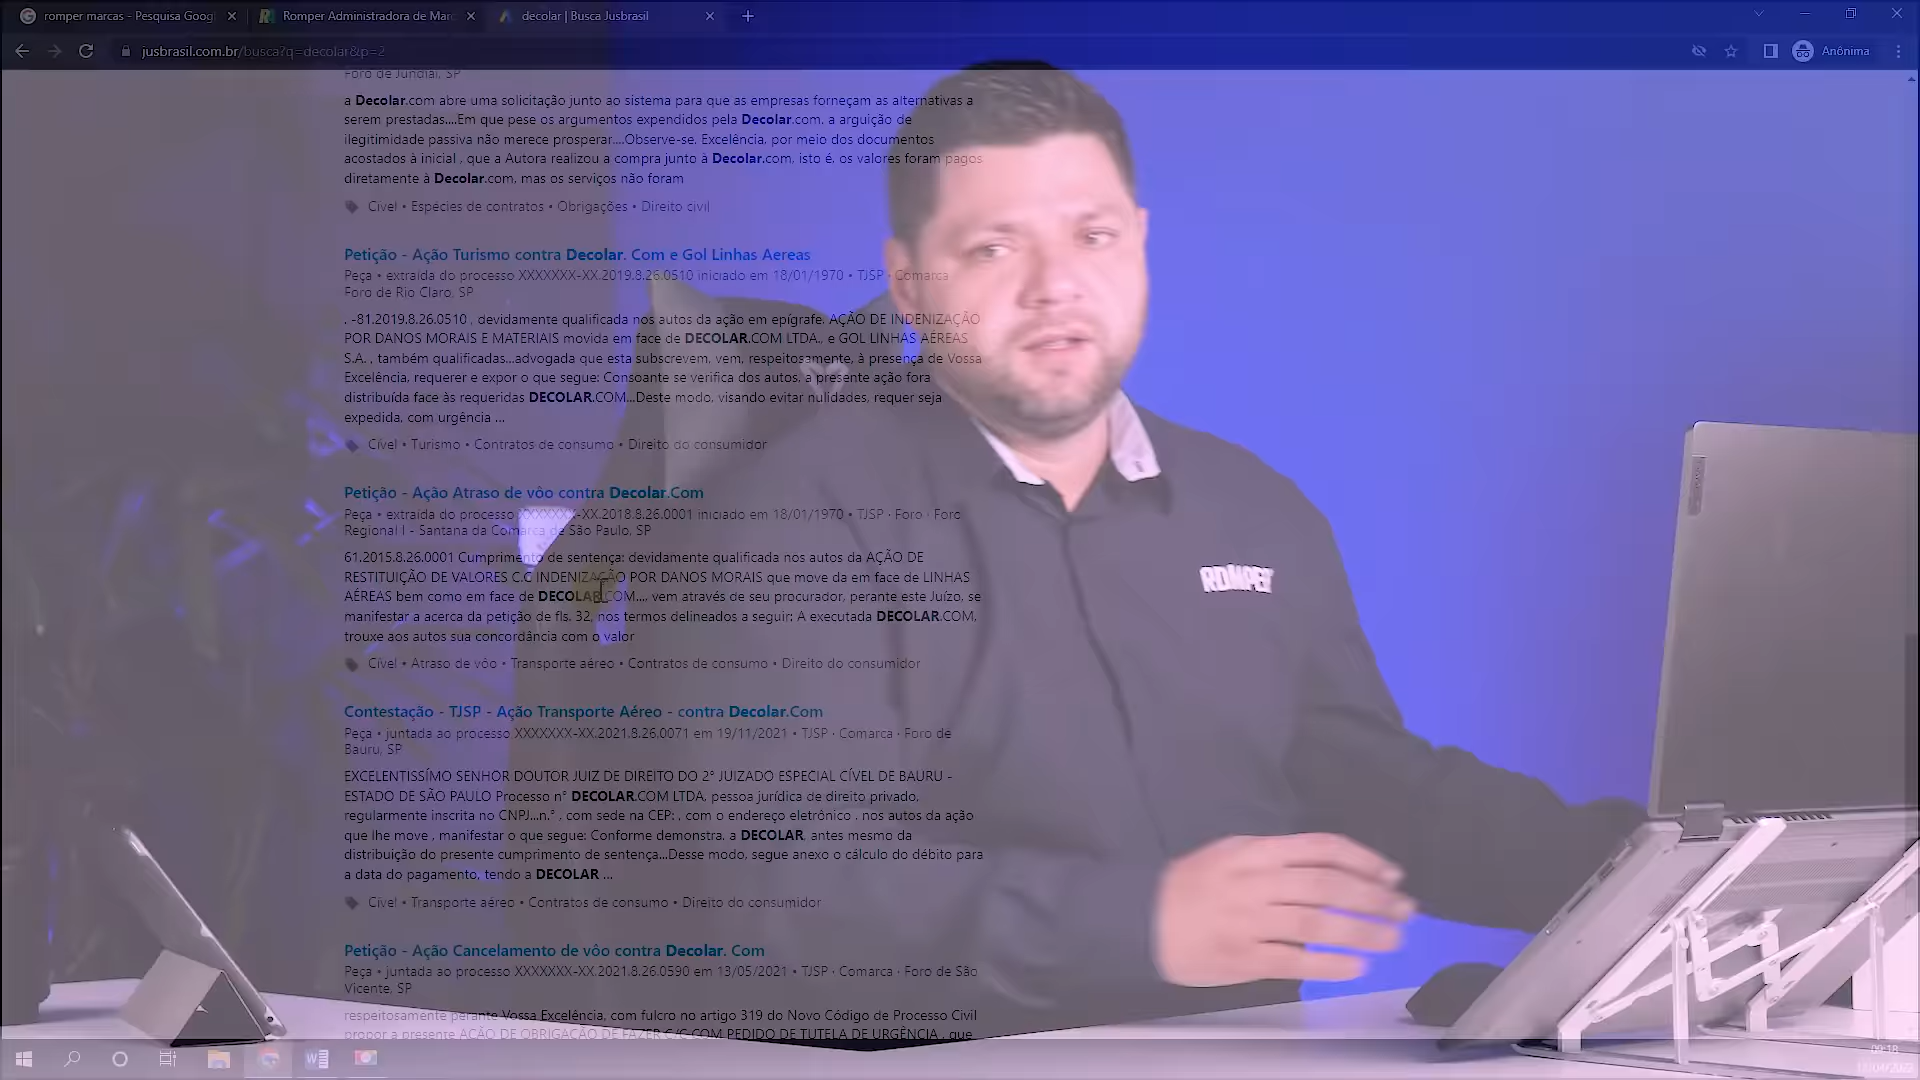 romper marcas - Pesquisa Googl
Romper Administradora de Marc
decolar | Busca Jusbrasil
jusbrasil.com.br/busca?q=decolar&p=2
Anônima
Foro de Jundiaí, SP
a Decolar.com abre uma solicitação junto ao sistema para que as empresas forneçam as alternativas a
serem prestadas....Em que pese os argumentos expendidos pela Decolar.com, a arguição de
ilegitimidade passiva não merece prosperar....Observe-se, Excelência, por meio dos documentos
acostados à inicial , que a Autora realizou a compra junto à Decolar.com, isto é, os valores foram pagos
diretamente à Decolar.com, mas os serviços não foram
Cível • Espécies de contratos • Obrigações • Direito civil
Petição - Ação Turismo contra Decolar. Com e Gol Linhas Aereas
Peça • extraída do processo XXXXXXX-XX.2019.8.26.0510 iniciado em 18/01/1970 • TJSP · Comarca
Foro de Rio Claro, SP
. -81.2019.8.26.0510 , devidamente qualificada nos autos da ação em epígrafe, AÇÃO DE INDENIZAÇÃO
POR DANOS MORAIS E MATERIAIS movida em face de DECOLAR.COM LTDA., e GOL LINHAS AÉREAS
S.A. , também qualificadas...advogada que esta subscrevem, vem, respeitosamente, à presença de Vossa
Excelência, requerer e expor o que segue: Consoante se verifica dos autos, a presente ação fora
distribuída face às requeridas DECOLAR.COM...Deste modo, visando evitar nulidades, requer seja
expedida, com urgência ...
Cível • Turismo • Contratos de consumo • Direito do consumidor
Petição - Ação Atraso de vôo contra Decolar.Com
Peça • extraída do processo XXXXXXX-XX.2018.8.26.0001 iniciado em 18/01/1970 • TJSP · Foro · Foro
Regional I - Santana da Comarca de São Paulo, SP
61.2015.8.26.0001 Cumprimento de sentença: devidamente qualificada nos autos da AÇÃO DE
RESTITUIÇÃO DE VALORES C.C INDENIZAÇÃO POR DANOS MORAIS que move da em face de LINHAS
AÉREAS bem como em face de DECOLAR.COM..., vem através de seu procurador, perante este Juízo, se
manifestar a acerca da petição de fls. 32, nos termos delineados a seguir: A executada DECOLAR.COM,
trouxe aos autos sua concordância com o valor
Cível • Atraso de vôo • Transporte aéreo • Contratos de consumo • Direito do consumidor
Contestação - TJSP - Ação Transporte Aéreo - contra Decolar.Com
Peça • juntada ao processo XXXXXXX-XX.2021.8.26.0071 em 19/11/2021 • TJSP · Comarca · Foro de
Bauru, SP
EXCELENTISSÍMO SENHOR DOUTOR JUIZ DE DIREITO DO 2° JUIZADO ESPECIAL CÍVEL DE BAURU -
ESTADO DE SÃO PAULO Processo n° DECOLAR.COM LTDA, pessoa jurídica de direito privado,
regularmente inscrita no CNPJ...n.° , com sede na CEP: , com o endereço eletrônico , nos autos da ação
que lhe move , manifestar o que segue: Conforme demonstra, a DECOLAR, antes mesmo da
distribuição do presente cumprimento de sentença...Desse modo, segue anexo o cálculo do débito para
a data do pagamento, tendo a DECOLAR ...
Cível • Transporte aéreo • Contratos de consumo • Direito do consumidor
Petição - Ação Cancelamento de vôo contra Decolar. Com
Peça • juntada ao processo XXXXXXX-XX.2021.8.26.0590 em 13/05/2021 • TJSP · Comarca · Foro de São
Vicente, SP
respeitosamente perante Vossa Excelência, com fulcro no artigo 319 do Novo Código de Processo Civil
propor a presente AÇÃO DE OBRIGAÇÃO DE FAZER C/C COM PEDIDO DE TUTELA DE URGÊNCIA , que
ROMPER